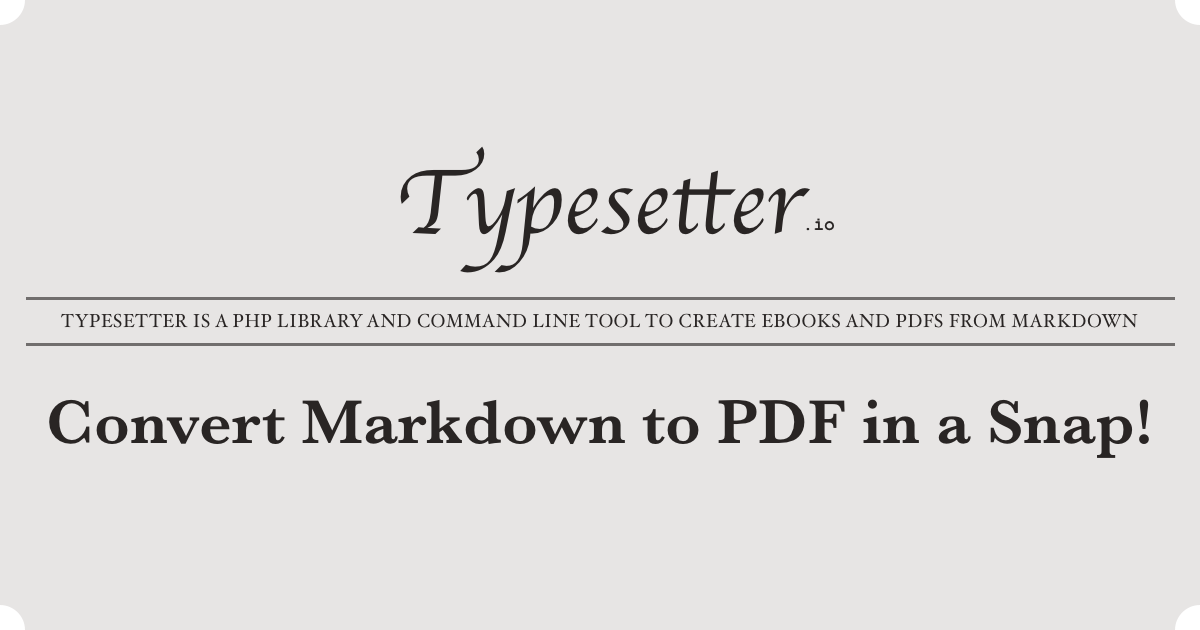 Typesetter.io
TYPESETTER IS A PHP LIBRARY AND COMMAND LINE TOOL TO CREATE EBOOKS AND PDFS FROM MARKDOWN
Convert Markdown to PDF in a Snap!